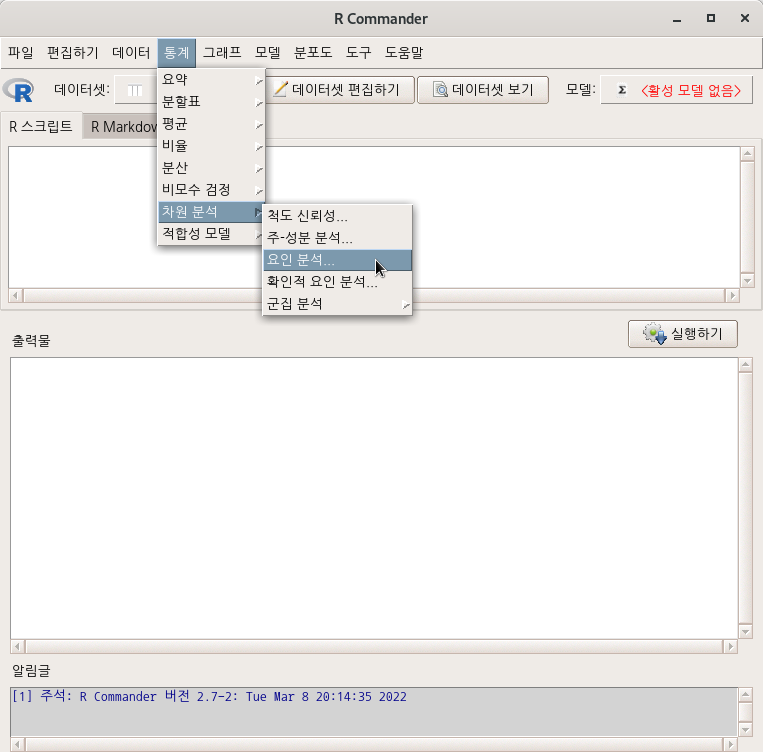 R Commander
파일 편집하기 데이터 통계 그래프 모델 분포도 도구 도움말
R 데이터셋: 데이터셋 편집하기 데이터셋 보기 모델: Σ <활성 모델 없음>
R 스크립트 R Markdow
요약
분할표
평균
비율
분산
비모수 검정
차원 분석
적합성 모델
척도 신뢰성...
주-성분 분석...
요인 분석...
확인적 요인 분석...
군집 분석
실행하기
출력물
알림글
[1] 주석: R Commander 버전 2.7-2: Tue Mar 8 20:14:35 2022